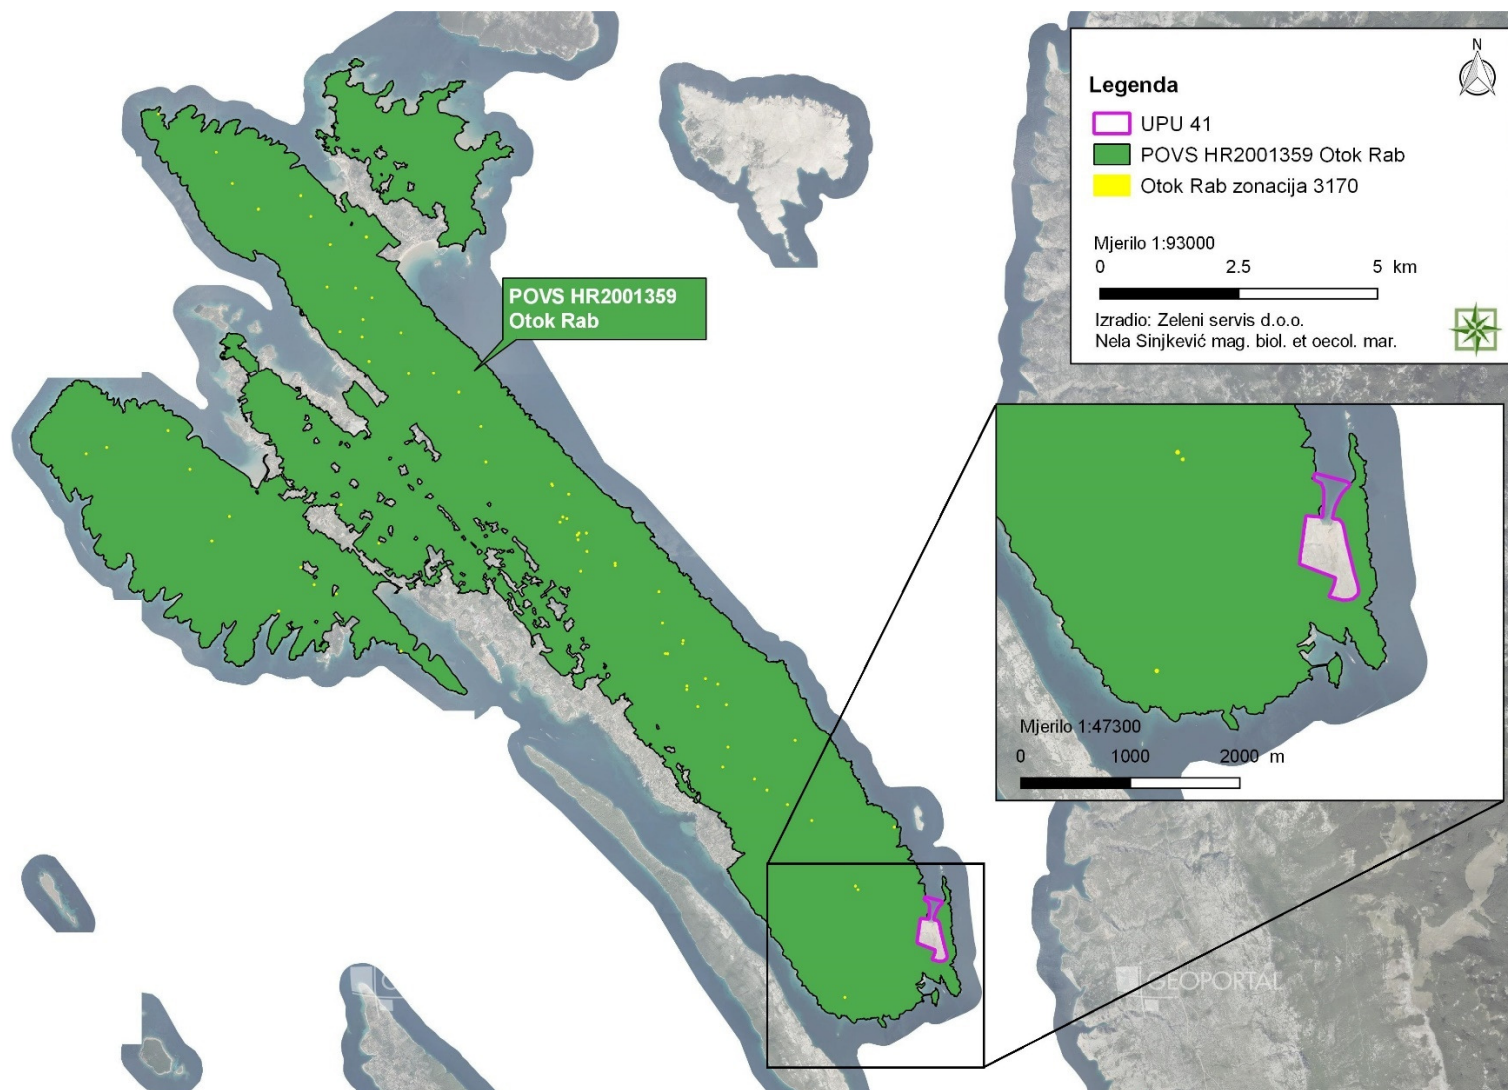 N
Legenda
UPU 41
POVS HR2001359 Otok Rab
Otok Rab zonacija 3170
Mjerilo 1:93000
0 2.5 5 km
Izradio: Zeleni servis d.o.o.
Nela Sinjkević mag. biol. et oecol. mar.
POVS HR2001359
Otok Rab
Mjerilo 1:47300
0 1000 2000 m
GEOPORTAL